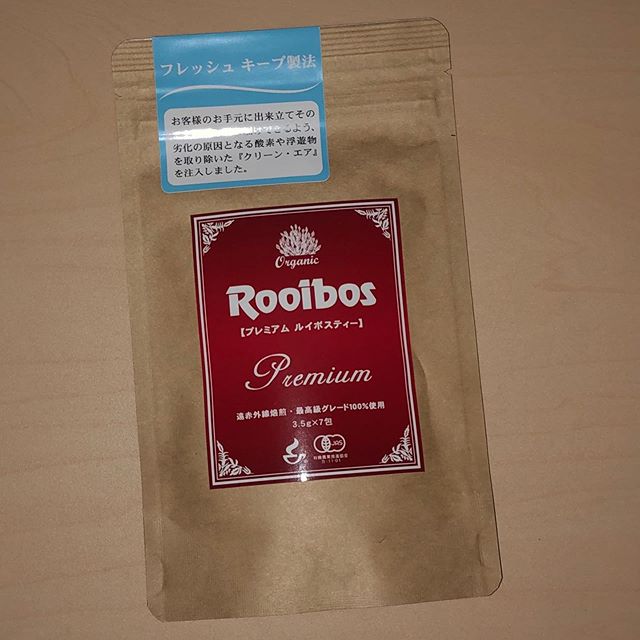 フレッシュ キープ製法
お客様のお手元に出来立てその
よう、
劣化の原因となる酸素や浮遊物
を取り除いた『クリーン・エア』
を注入しました。
Organic
Rooibos
【プレミアム ルイボスティー】
Premium
遠赤外線焙煎・最高級グレード100%使用
3.5g×7包
JAS